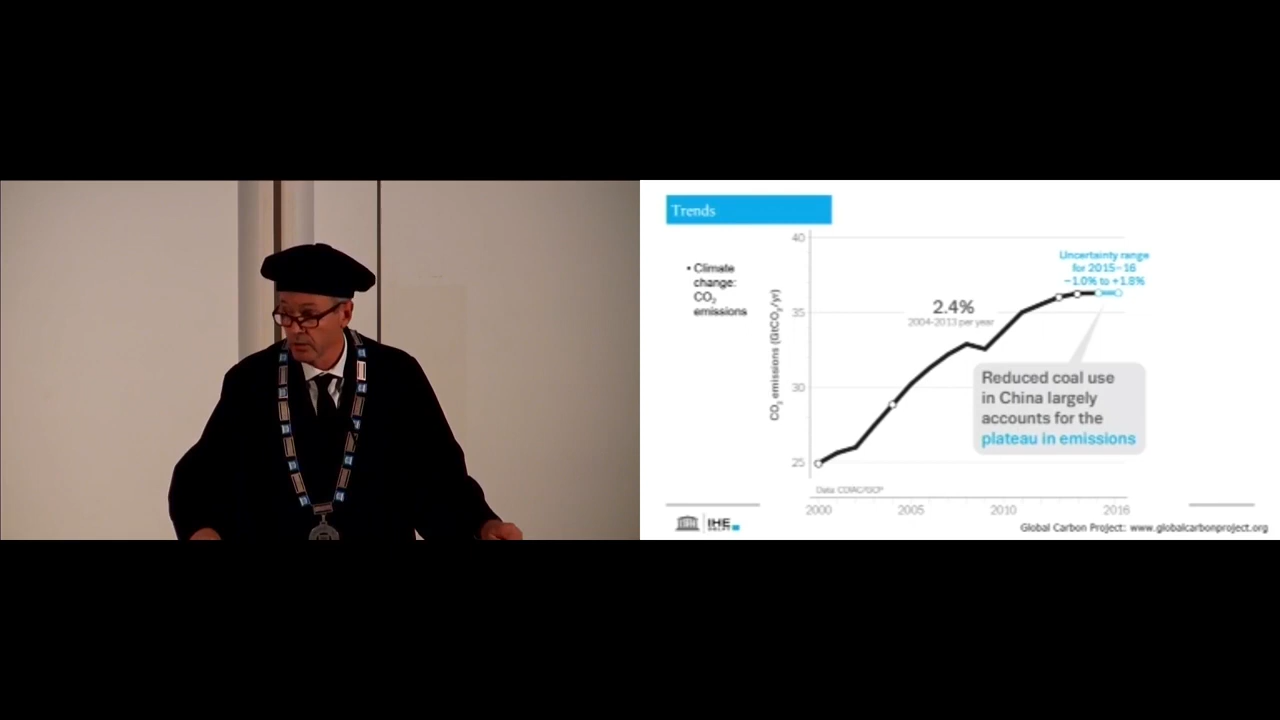 Trends
• Climate
change:
CO2
emissions
40
35
30
25
CO2 emissions (GtCO2/yr)
Uncertainty range
for 2015–16
−1.0% to +1.8%
2.4%
2004–2013 per year
Reduced coal use
in China largely
accounts for the
plateau in emissions
Data: CDIAC/GCP
2000
2005
2010
2016
IHE
DELFT
Global Carbon Project: www.globalcarbonproject.org